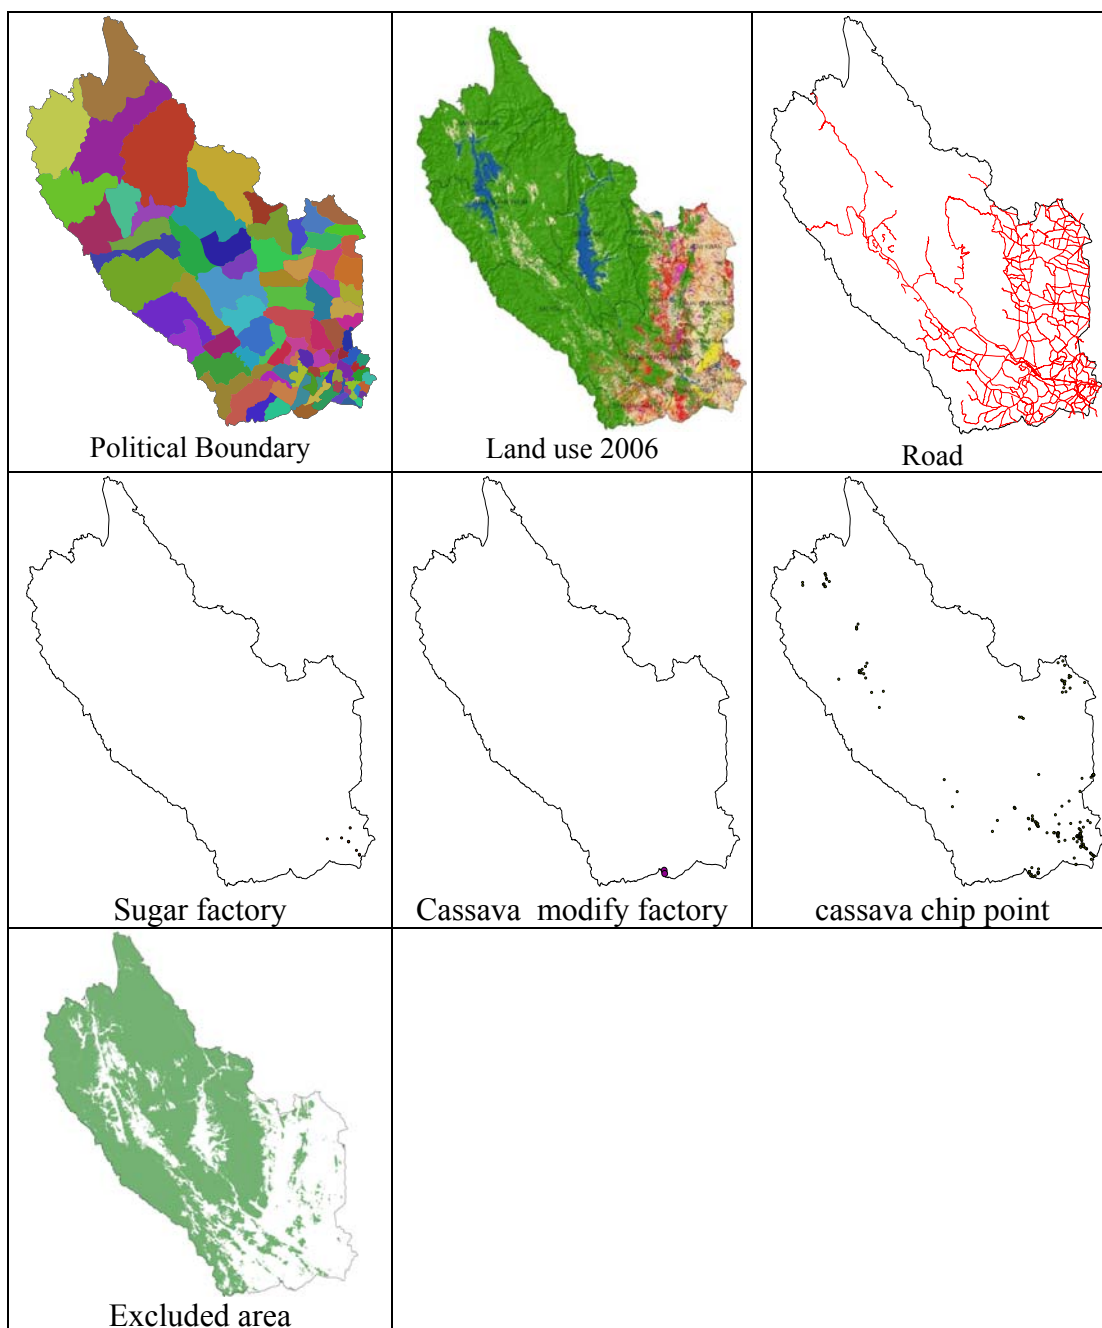 Political Boundary
Land use 2006
Road
Sugar factory
Cassava modify factory
cassava chip point
Excluded area